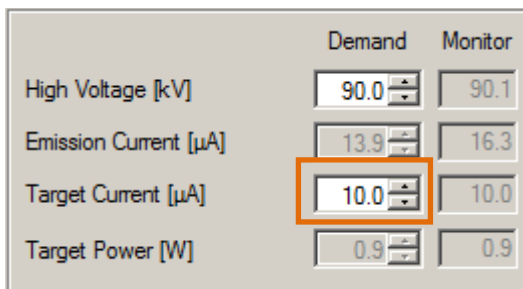 Demand Monitor
High Voltage [kV] 90.0 90.1
Emission Current [µA] 13.9 16.3
Target Current [µA] 10.0 10.0
Target Power [W] 0.9 0.9